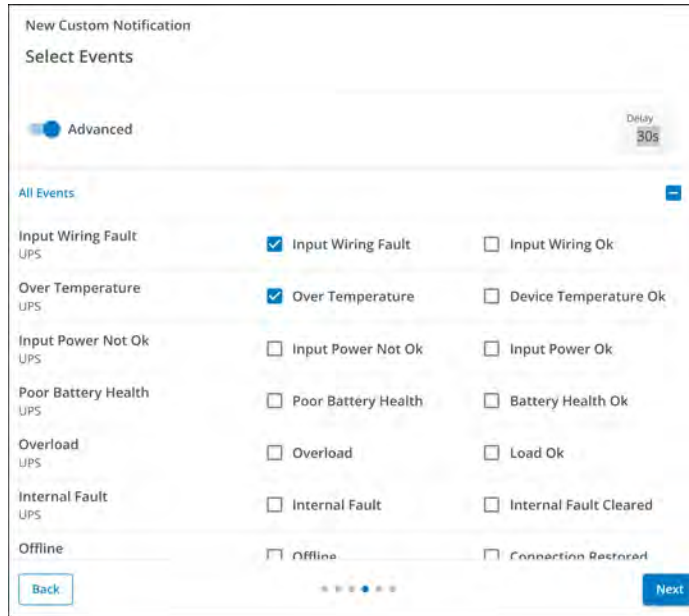 New Custom Notification
Select Events
Advanced
Delay
30s
All Events
Input Wiring Fault
UPS
Input Wiring Fault
Input Wiring Ok
Over Temperature
UPS
Over Temperature
Device Temperature Ok
Input Power Not Ok
UPS
Input Power Not Ok
Input Power Ok
Poor Battery Health
UPS
Poor Battery Health
Battery Health Ok
Overload
UPS
Overload
Load Ok
Internal Fault
UPS
Internal Fault
Internal Fault Cleared
Offline
Offline
Connection Restored
Back
Next